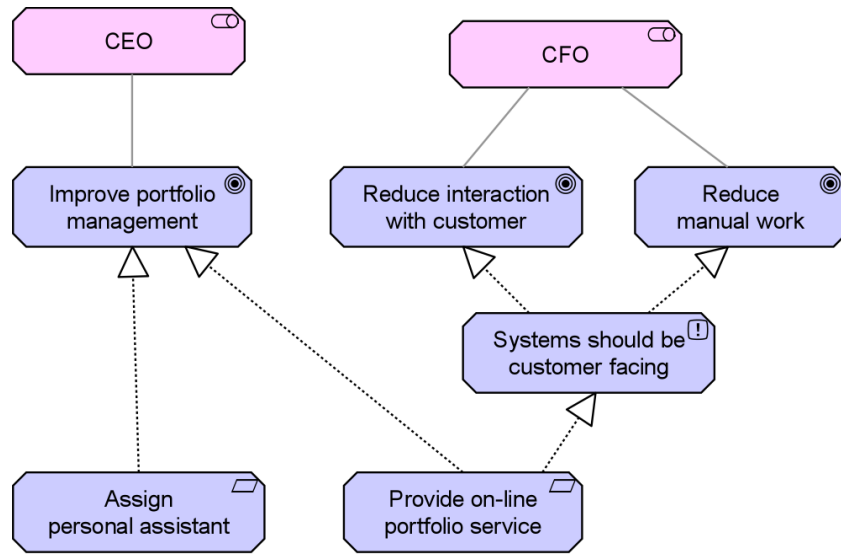 CEO
CFO
Improve portfolio
management
Reduce interaction
with customer
Reduce
manual work
Systems should be
customer facing
Assign
personal assistant
Provide on-line
portfolio service